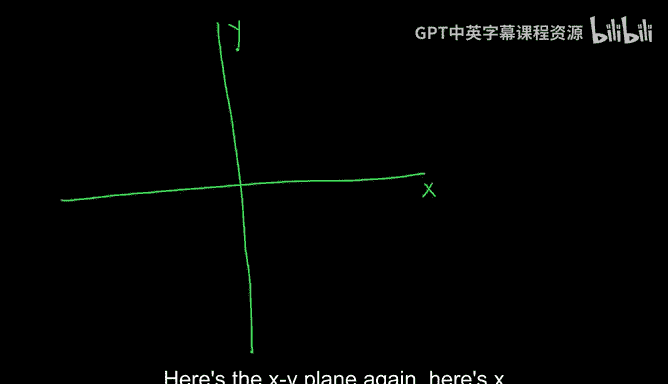 GPT中英字幕课程资源 bilibili
y
x
Here's the x-y plane again, here's x